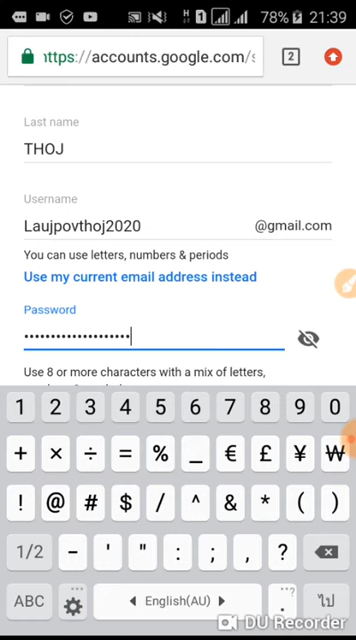 78% 21:39
https://accounts.google.com/s
2
Last name
THOJ
Username
Laujpovthoj2020 @gmail.com
You can use letters, numbers & periods
Use my current email address instead
Password
••••••••••••••••••••
Use 8 or more characters with a mix of letters,
1 2 3 4 5 6 7 8 9 0
+ × ÷ = % _ € £ ¥ ₩
! @ # $ / ^ & * ( )
1/2 - ' " : ; , ?
ABC English(AU) . ไป
DU Recorder